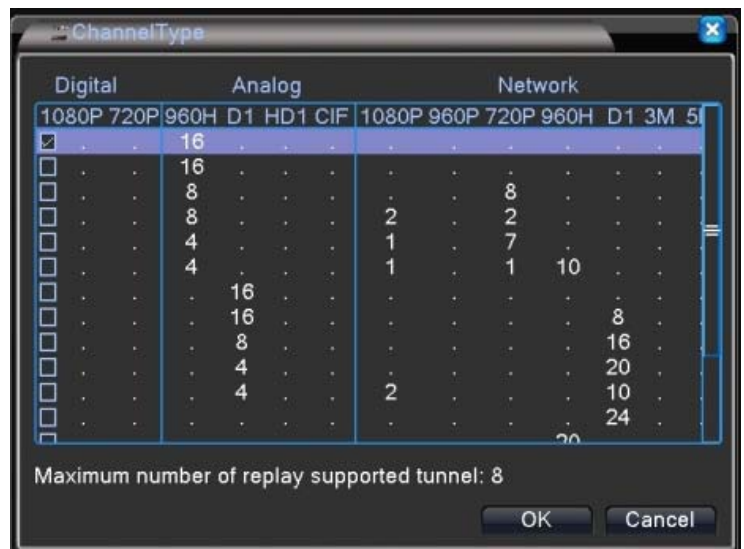 ChannelType
Digital Analog Network
1080P 720P 960H D1 HD1 CIF 1080P 960P 720P 960H D1 3M
. . 16 . . . . . . . . .
. . 16 . . . . . . . . .
. . 8 . . . . . 8 . . .
. . 8 . . . 2 . 2 . . .
. . 4 . . . 1 . 7 . . .
. . 4 . . . 1 . 1 10 . .
. . . 16 . . . . . . . .
. . . 16 . . . . . . 8 .
. . . 8 . . . . . . 16 .
. . . 4 . . . . . . 20 .
. . . 4 . . 2 . . . 10 .
. . . . . . . . . . 24 .
20
Maximum number of replay supported tunnel: 8
OK Cancel